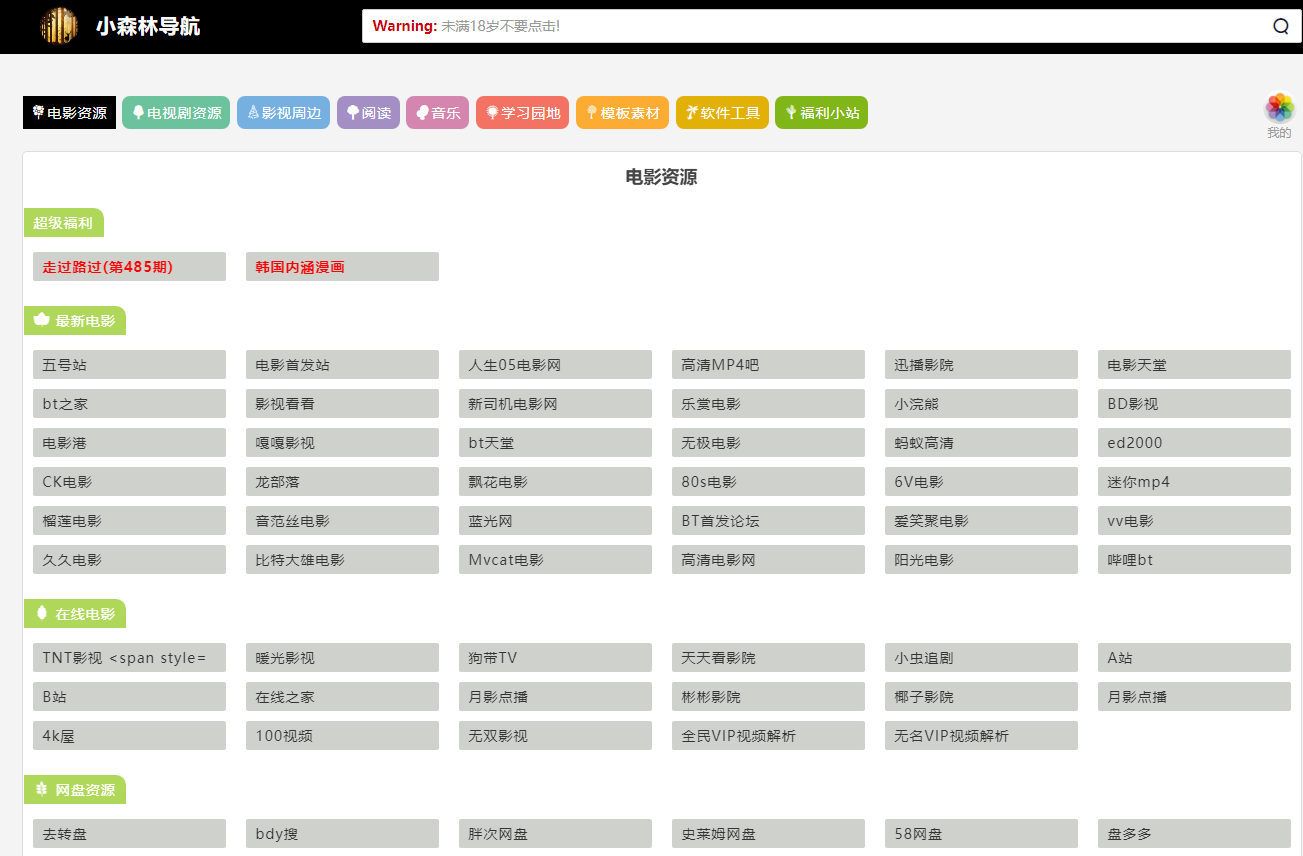 小森林导航
Warning: 未满18岁不要点击!
电影资源 电视剧资源 影视周边 阅读 音乐 学习园地 模板素材 软件工具 福利小站
我的
电影资源
超级福利
走过路过(第485期) 韩国内涵漫画
最新电影
五号站 电影首发站 人生05电影网 高清MP4吧 迅播影院 电影天堂
bt之家 影视看看 新司机电影网 乐赏电影 小浣熊 BD影视
电影港 嘎嘎影视 bt天堂 无极电影 蚂蚁高清 ed2000
CK电影 龙部落 飘花电影 80s电影 6V电影 迷你mp4
榴莲电影 音范丝电影 蓝光网 BT首发论坛 爱笑聚电影 vv电影
久久电影 比特大雄电影 Mvcat电影 高清电影网 阳光电影 哔哩bt
在线电影
TNT影视 <span style= 暖光影视 狗带TV 天天看影院 小虫追剧 A站
B站 在线之家 月影点播 彬彬影院 椰子影院 月影点播
4k屋 100视频 无双影视 全民VIP视频解析 无名VIP视频解析
网盘资源
去转盘 bdy搜 胖次网盘 史莱姆网盘 58网盘 盘多多